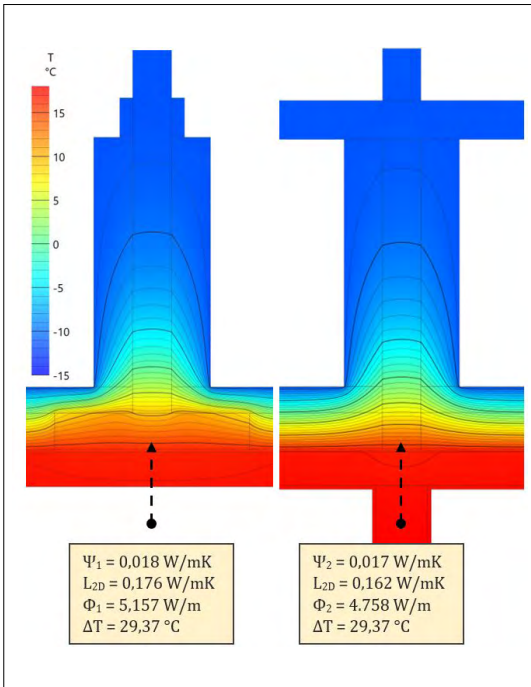 T
°C
15
10
5
0
-5
-10
-15
Ψ₁ = 0,018 W/mK
L₂D = 0,176 W/mK
Φ₁ = 5,157 W/m
ΔT = 29,37 °C
Ψ₂ = 0,017 W/mK
L₂D = 0,162 W/mK
Φ₂ = 4.758 W/m
ΔT = 29,37 °C